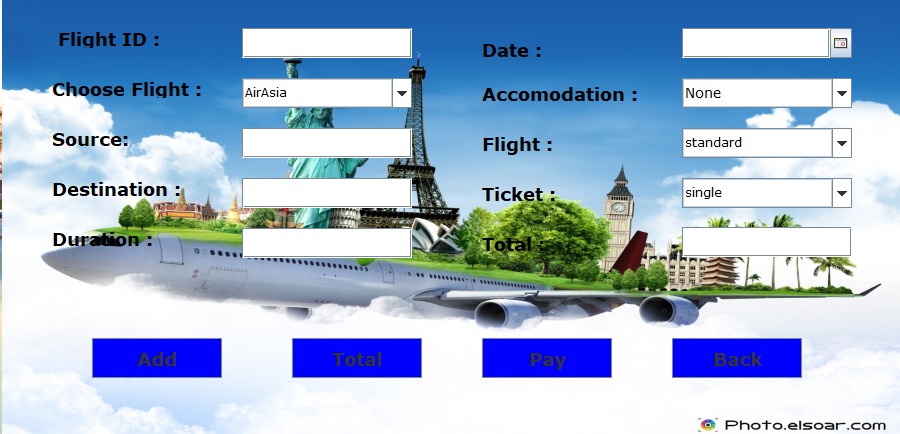 Flight ID :
Date :
Choose Flight :
AirAsia
Accomodation :
None
Source:
Flight :
standard
Destination :
Ticket :
single
Duration :
Total :
Add
Total
Pay
Back
Photo.elsoar.com